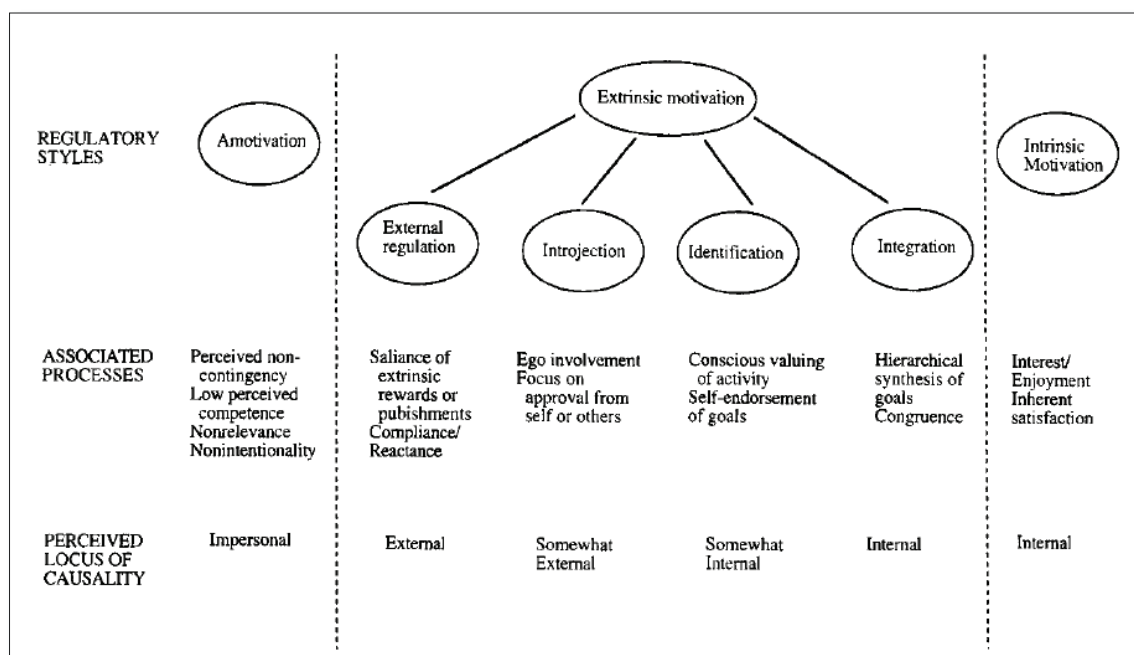 Extrinsic motivation
REGULATORY
STYLES
Amotivation
Intrinsic
Motivation
External
regulation
Introjection
Identification
Integration
ASSOCIATED
PROCESSES
Perceived non-
contingency
Low perceived
competence
Nonrelevance
Nonintentionality
Saliance of
extrinsic
rewards or
pubishments
Compliance/
Reactance
Ego involvement
Focus on
approval from
self or others
Conscious valuing
of activity
Self-endorsement
of goals
Hierarchical
synthesis of
goals
Congruence
Interest/
Enjoyment
Inherent
satisfaction
PERCEIVED
LOCUS OF
CAUSALITY
Impersonal
External
Somewhat
External
Somewhat
Internal
Internal
Internal